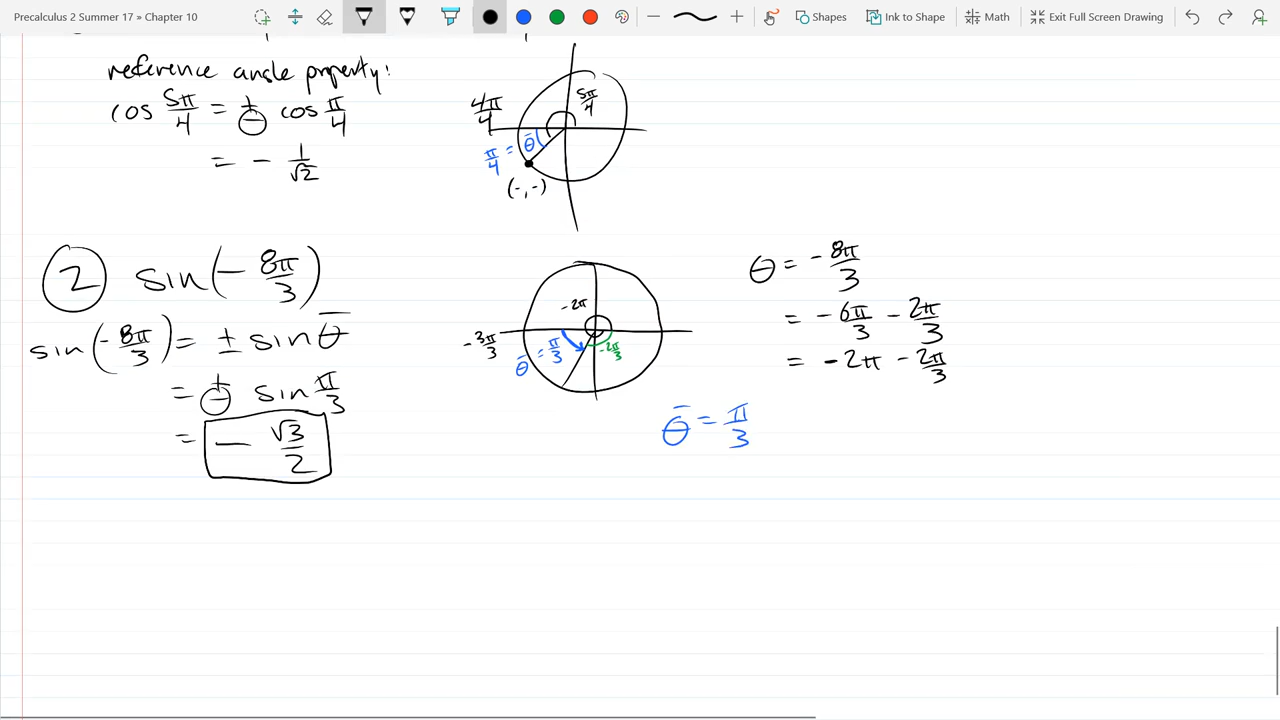 Precalculus 2 Summer 17 » Chapter 10
Shapes
Ink to Shape
Math
Exit Full Screen Drawing
reference angle property:
cos 5π/4 = ± cos π/4
= - 1/√2
4π/4
5π/4
π/4 = θ̄
(-,-)
② sin(-8π/3)
sin(-8π/3) = ± sin θ̄
= ± sin π/3
= - √3/2
-2π
-3π/3
θ̄ = π/3
-2π/3
θ = -8π/3
= -6π/3 - 2π/3
= -2π - 2π/3
θ̄ = π/3